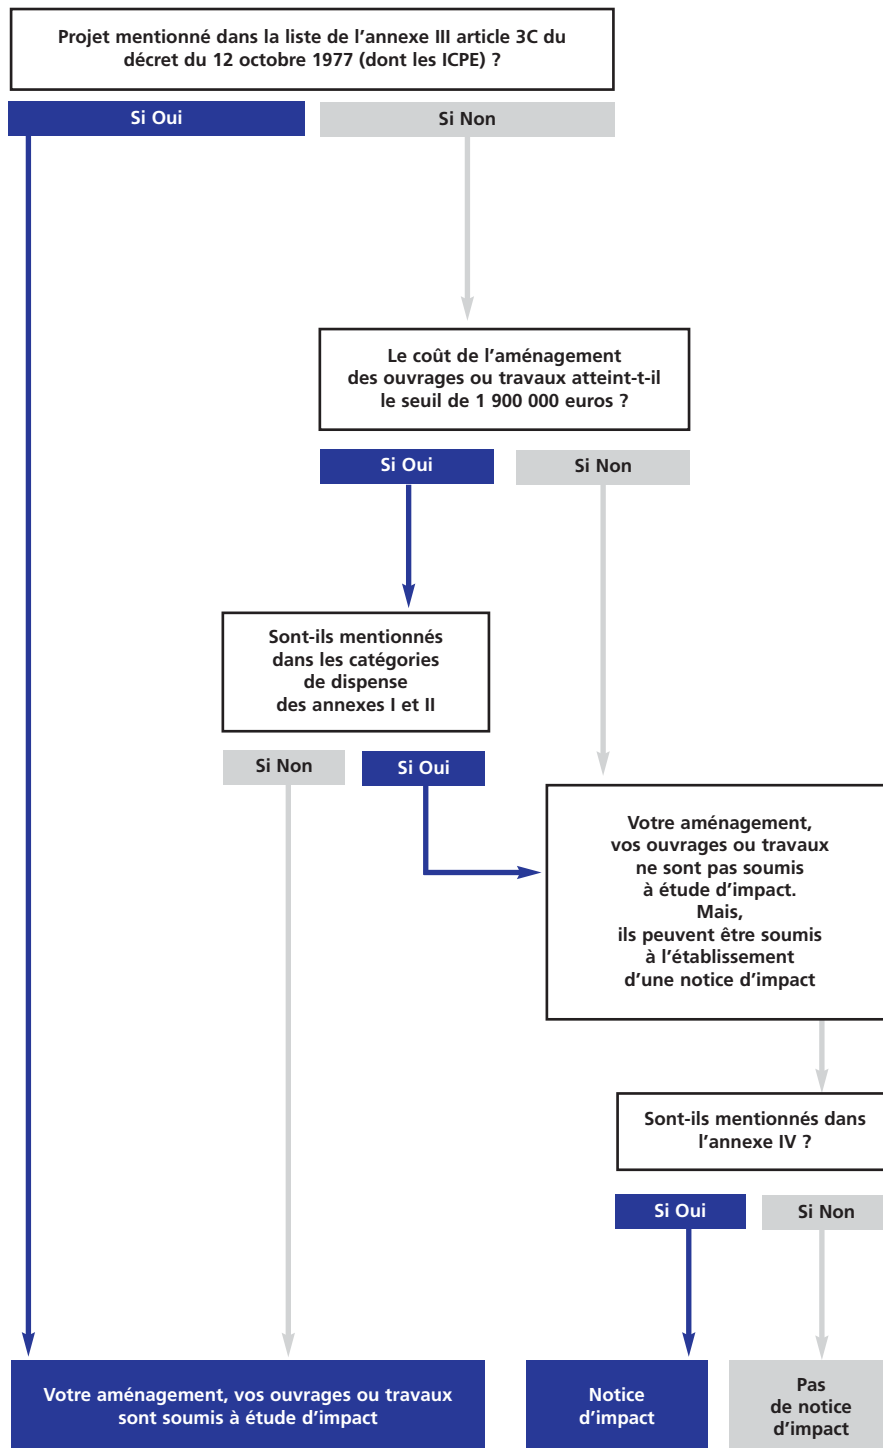 Projet mentionné dans la liste de l’annexe III article 3C du
décret du 12 octobre 1977 (dont les ICPE) ?
Si Oui
Si Non
Le coût de l’aménagement
des ouvrages ou travaux atteint-t-il
le seuil de 1 900 000 euros ?
Si Oui
Si Non
Sont-ils mentionnés
dans les catégories
de dispense
des annexes I et II
Si Non
Si Oui
Votre aménagement,
vos ouvrages ou travaux
ne sont pas soumis
à étude d’impact.
Mais,
ils peuvent être soumis
à l’établissement
d’une notice d’impact
Sont-ils mentionnés dans
l’annexe IV ?
Si Oui
Si Non
Votre aménagement, vos ouvrages ou travaux
sont soumis à étude d’impact
Notice
d’impact
Pas
de notice
d’impact